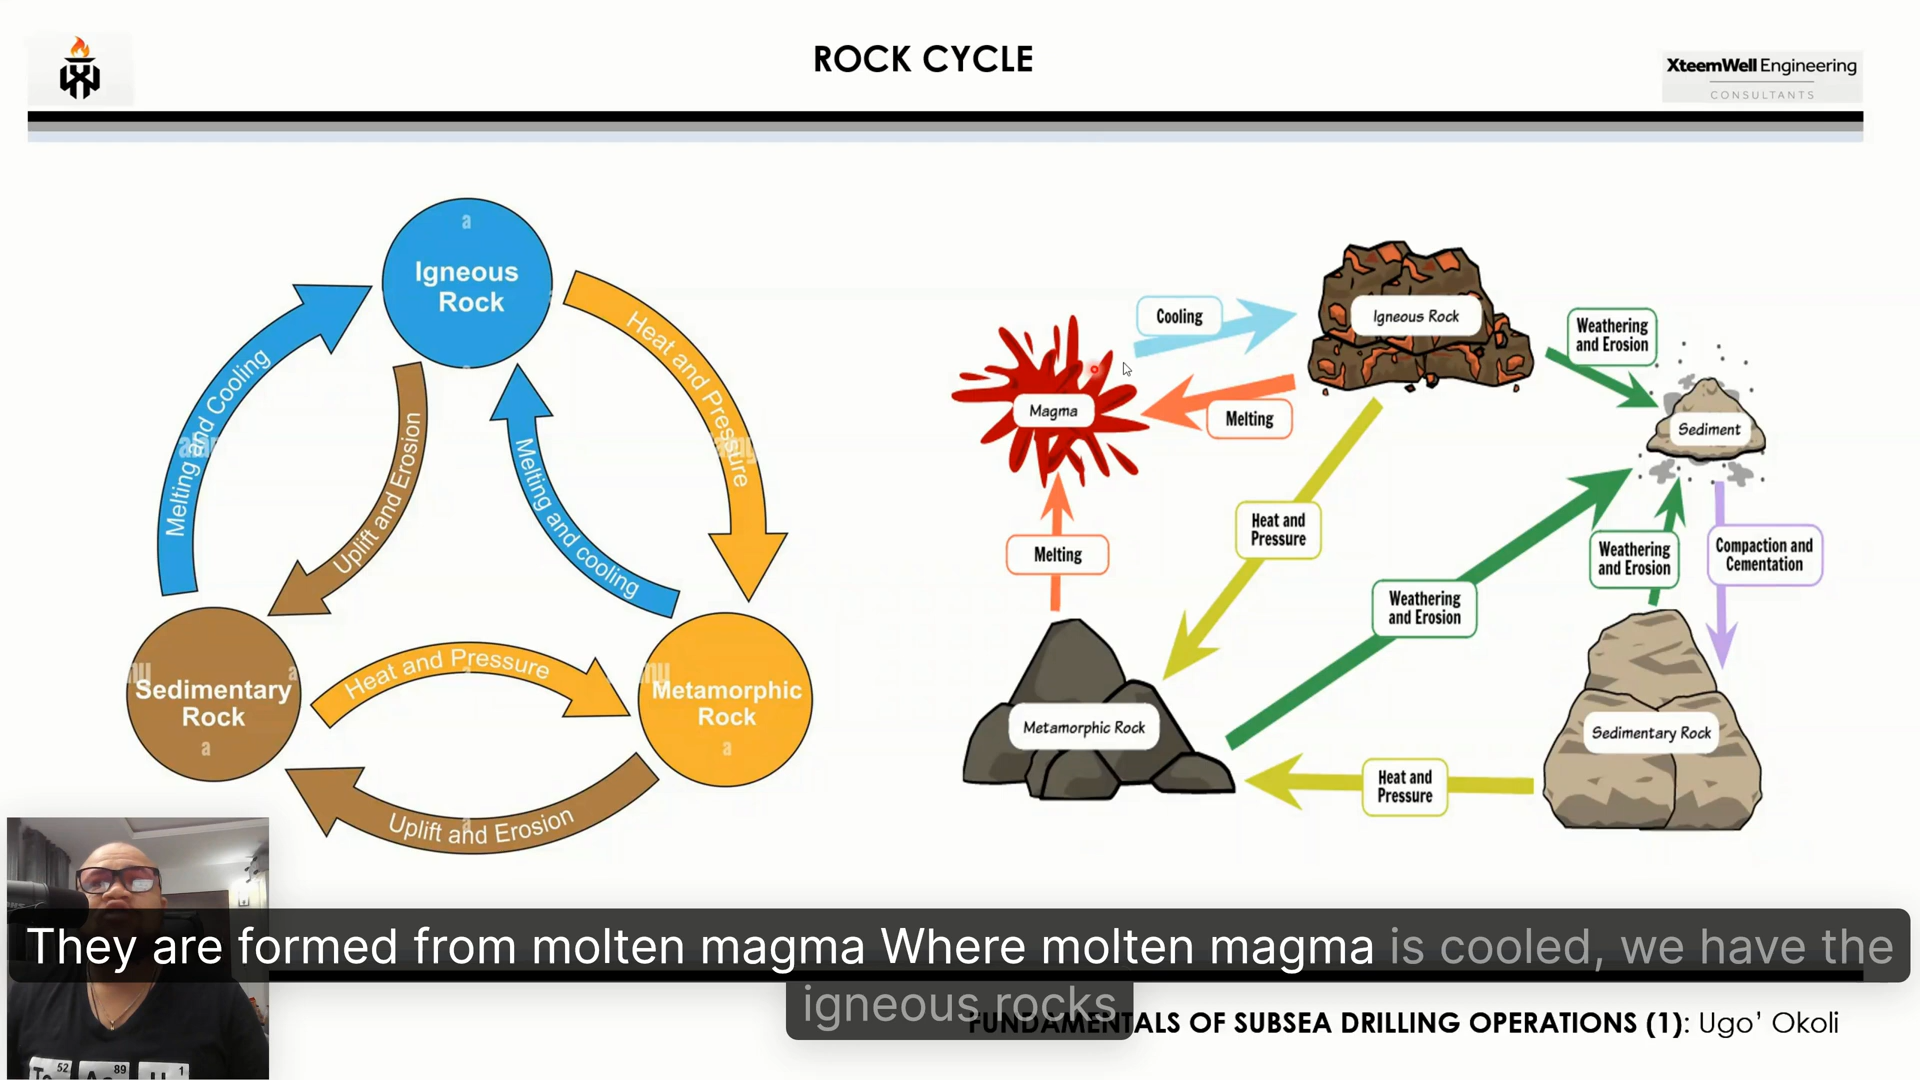 ROCK CYCLE
XteemWell Engineering
CONSULTANTS
Igneous
Rock
Melting and Cooling
Uplift and Erosion
Melting and cooling
Heat and Pressure
Sedimentary
Rock
Heat and Pressure
Metamorphic
Rock
Uplift and Erosion
Cooling
Igneous Rock
Weathering
and Erosion
Magma
Melting
Sediment
Melting
Heat and
Pressure
Weathering
and Erosion
Weathering
and Erosion
Compaction and
Cementation
Metamorphic Rock
Sedimentary Rock
Heat and
Pressure
They are formed from molten magma Where molten magma is cooled, we have the
igneous rocks
FUNDAMENTALS OF SUBSEA DRILLING OPERATIONS (1): Ugo' Okoli
52
89
1